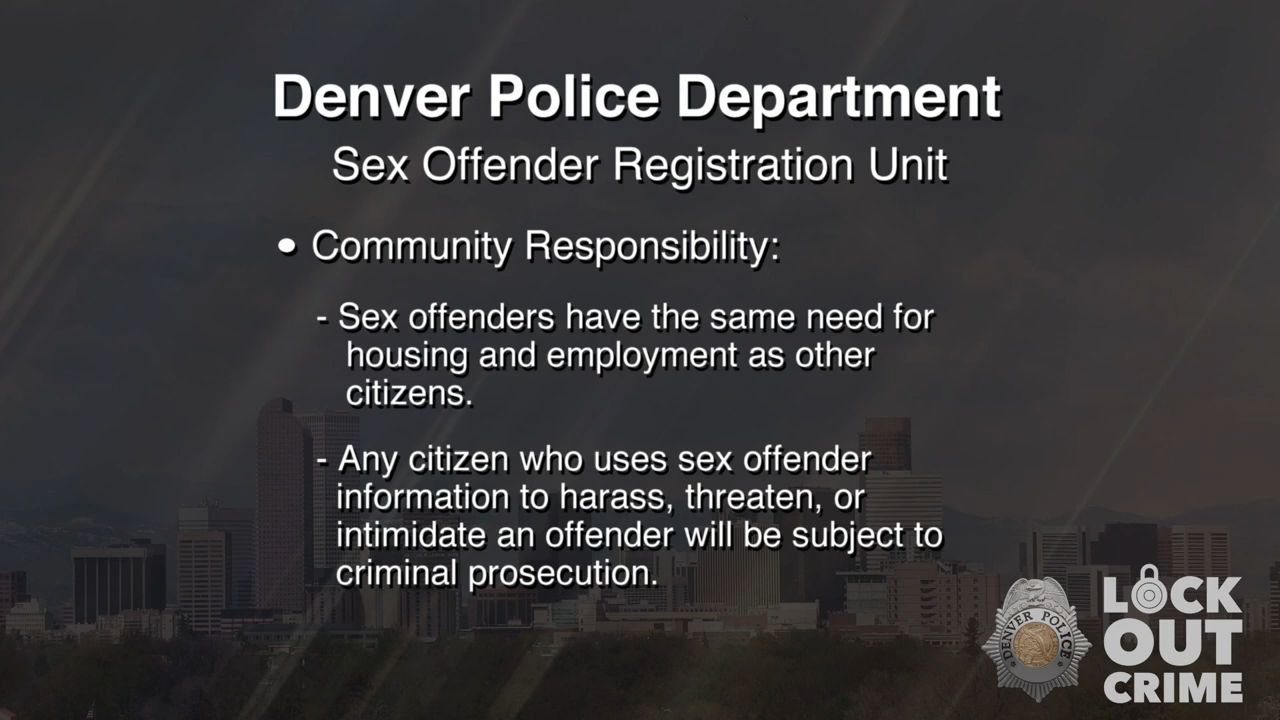 Denver Police Department
Sex Offender Registration Unit
• Community Responsibility:
- Sex offenders have the same need for
housing and employment as other
citizens.
- Any citizen who uses sex offender
information to harass, threaten, or
intimidate an offender will be subject to
criminal prosecution.
DENVER POLICE
LOCK
OUT
CRIME